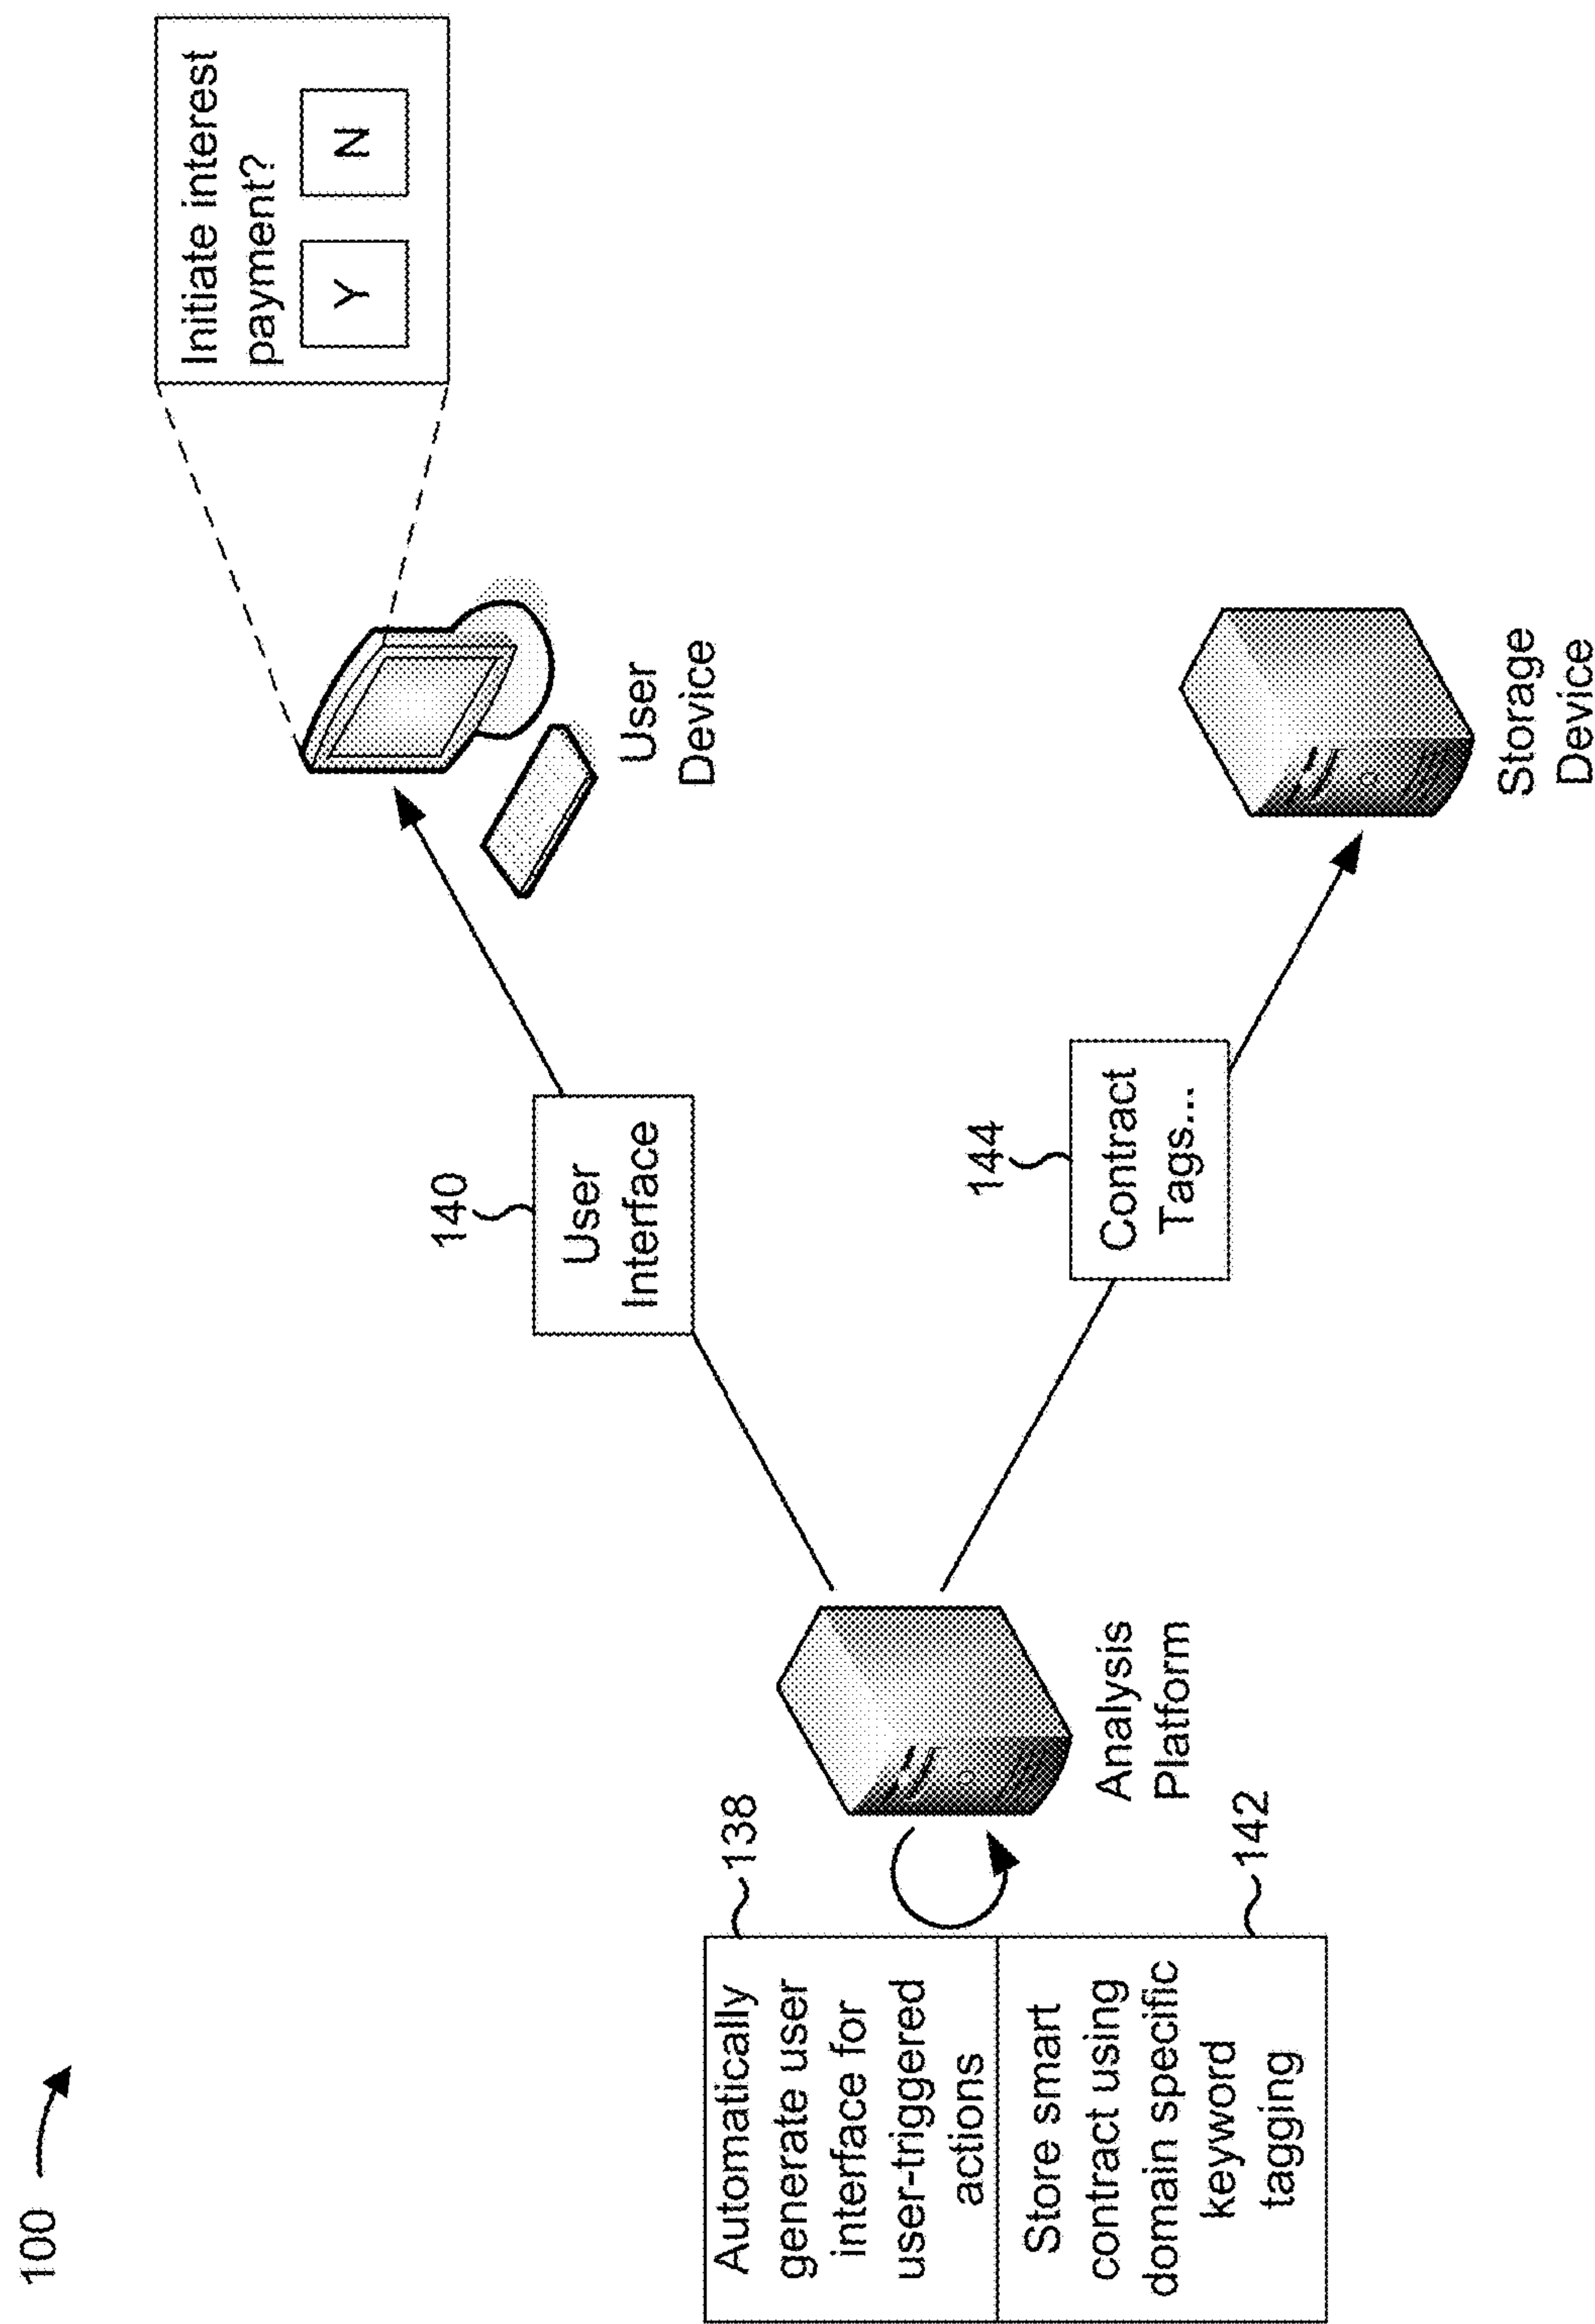 100
Initiate interest
payment?
Y
N
User
Device
140
User
Interface
138
Automatically
generate user
interface for
user-triggered
actions
Store smart
contract using
domain specific
keyword
tagging
142
Analysis
Platform
144
Contract
Tags...
Storage
Device